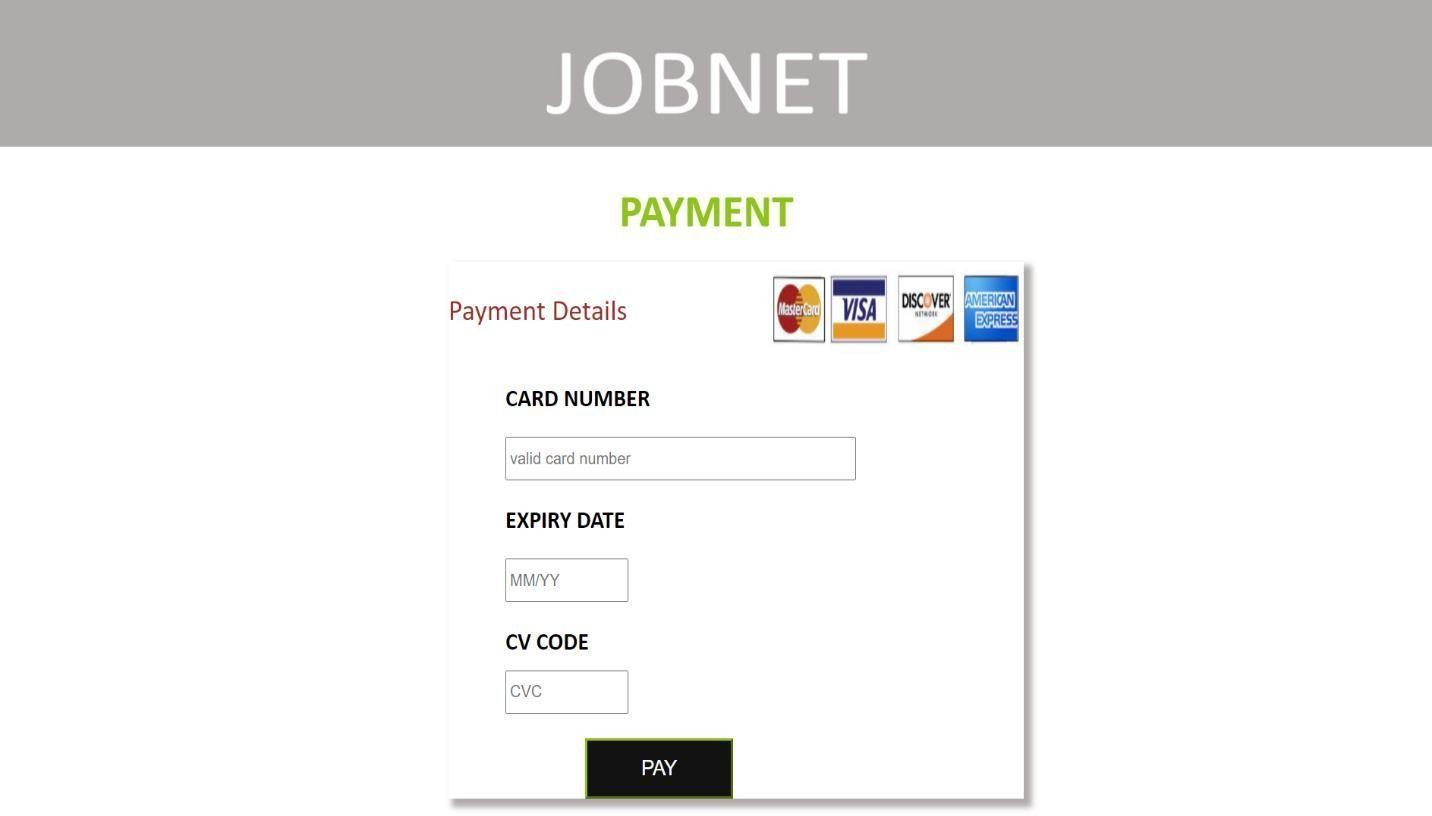 JOBNET
PAYMENT
Payment Details
MasterCard VISA DISCOVER AMERICAN
NETWORK EXPRESS
CARD NUMBER
valid card number
EXPIRY DATE
MM/YY
CV CODE
CVC
PAY